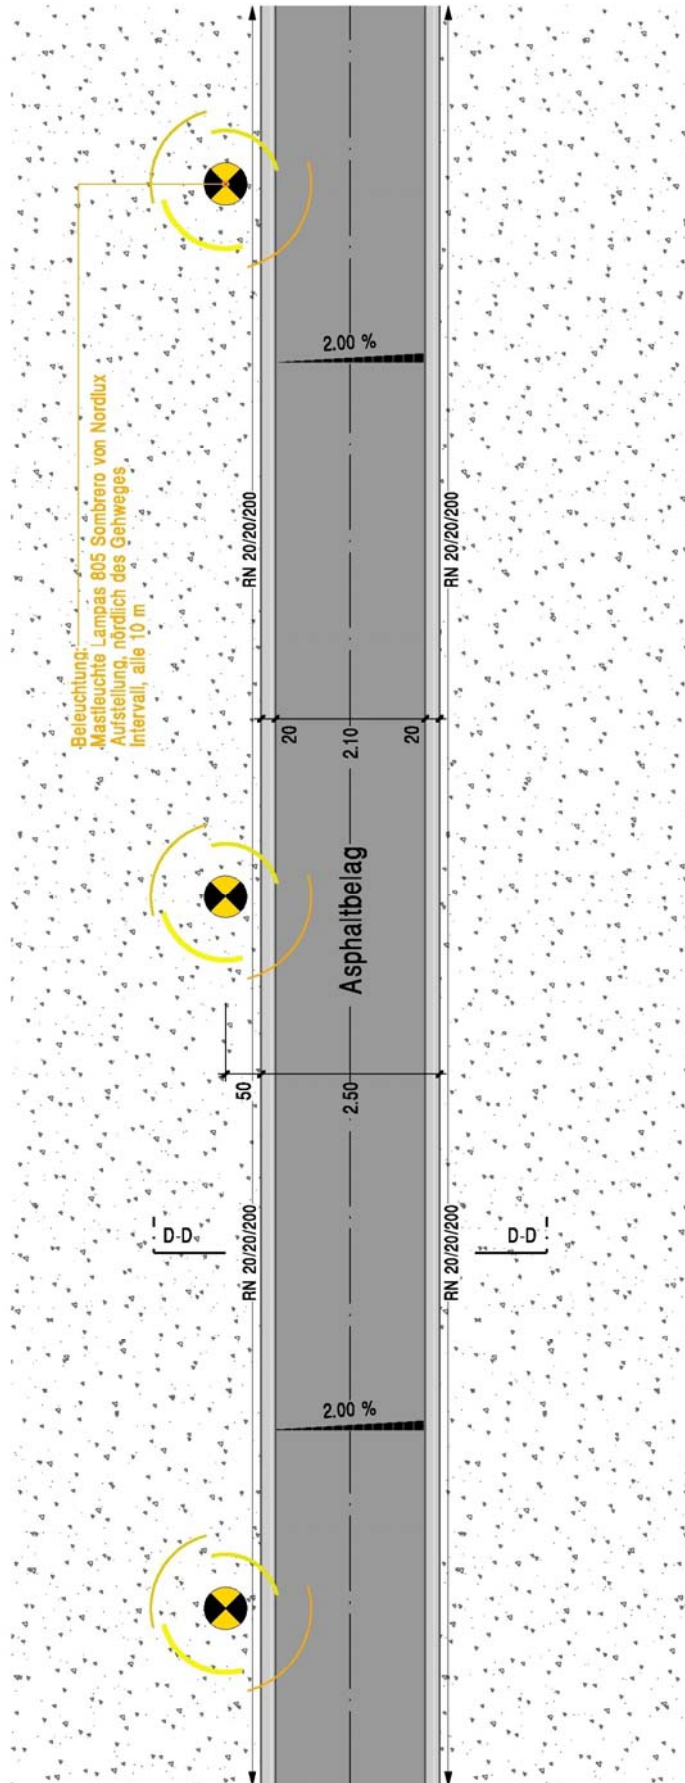 2.00 %
Beleuchtung:
Mastleuchte Lampas 805 Sombrero von Nordlux
Aufstellung, nördlich des Gehweges
Intervall, alle 10 m
RN 20/20/200
RN 20/20/200
20
2.10
20
Asphaltbelag
50
2.50
D-D
D-D
RN 20/20/200
RN 20/20/200
2.00 %